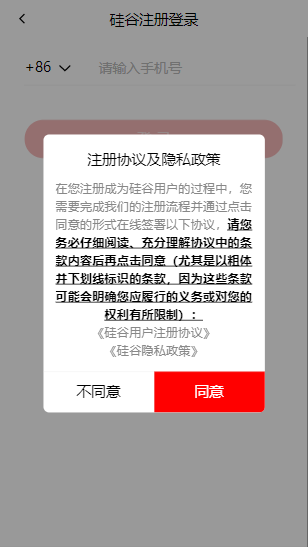 硅谷注册登录
+86 请输入手机号
注册协议及隐私政策
在您注册成为硅谷用户的过程中，您
需要完成我们的注册流程并通过点击
同意的形式在线签署以下协议，请您
务必仔细阅读、充分理解协议中的条
款内容后再点击同意（尤其是以粗体
并下划线标识的条款，因为这些条款
可能会明确您应履行的义务或对您的
权利有所限制）：
《硅谷用户注册协议》
《硅谷隐私政策》
不同意 同意